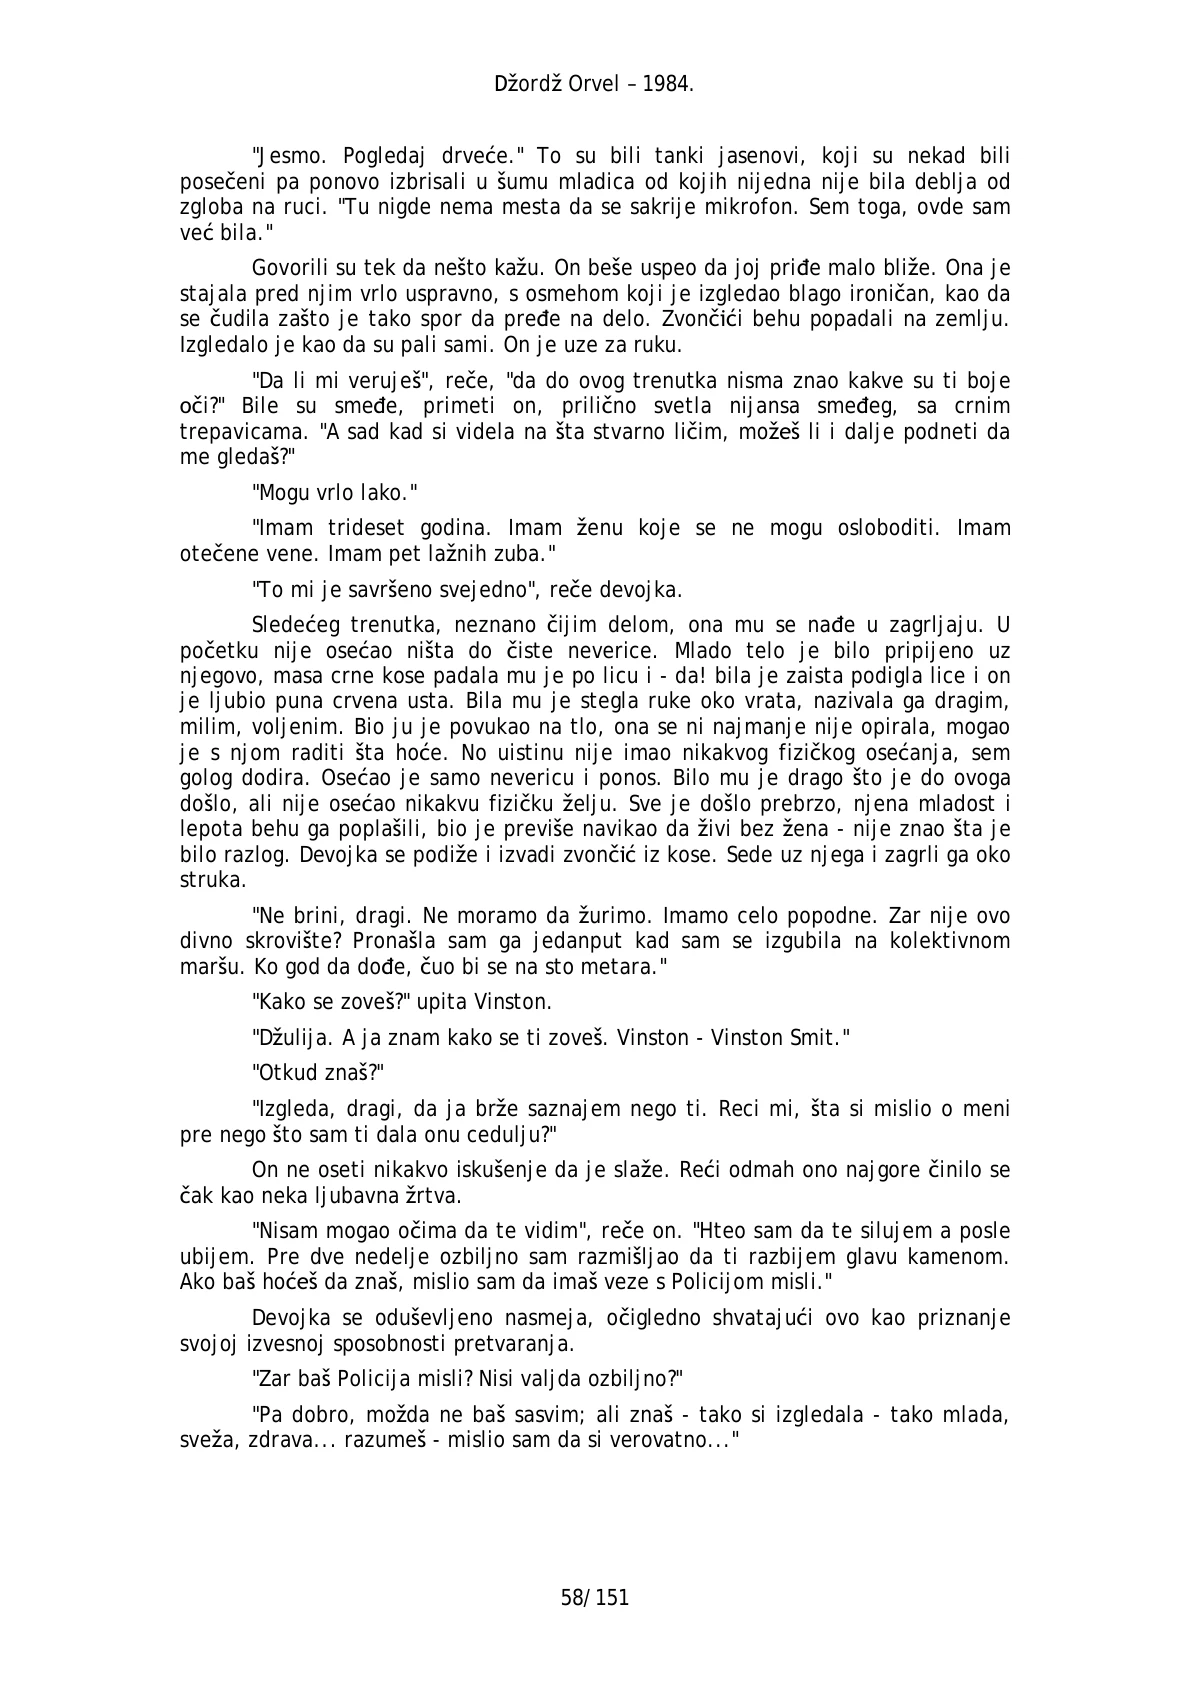 Džordž Orvel – 1984.
"Jesmo. Pogledaj drveće." To su bili tanki jasenovi, koji su nekad bili
posečeni pa ponovo izbrisali u šumu mladica od kojih nijedna nije bila deblja od
zgloba na ruci. "Tu nigde nema mesta da se sakrije mikrofon. Sem toga, ovde sam
već bila."
Govorili su tek da nešto kažu. On beše uspeo da joj priđe malo bliže. Ona je
stajala pred njim vrlo uspravno, s osmehom koji je izgledao blago ironičan, kao da
se čudila zašto je tako spor da pređe na delo. Zvončići behu popadali na zemlju.
Izgledalo je kao da su pali sami. On je uze za ruku.
"Da li mi veruješ", reče, "da do ovog trenutka nisma znao kakve su ti boje
oči?" Bile su smeđe, primeti on, prilično svetla nijansa smeđeg, sa crnim
trepavicama. "A sad kad si videla na šta stvarno ličim, možeš li i dalje podneti da
me gledaš?"
"Mogu vrlo lako."
"Imam trideset godina. Imam ženu koje se ne mogu osloboditi. Imam
otečene vene. Imam pet lažnih zuba."
"To mi je savršeno svejedno", reče devojka.
Sledećeg trenutka, neznano čijim delom, ona mu se nađe u zagrljaju. U
početku nije osećao ništa do čiste neverice. Mlado telo je bilo pripijeno uz
njegovo, masa crne kose padala mu je po licu i - da! bila je zaista podigla lice i on
je ljubio puna crvena usta. Bila mu je stegla ruke oko vrata, nazivala ga dragim,
milim, voljenim. Bio ju je povukao na tlo, ona se ni najmanje nije opirala, mogao
je s njom raditi šta hoće. No uistinu nije imao nikakvog fizičkog osećanja, sem
golog dodira. Osećao je samo nevericu i ponos. Bilo mu je drago što je do ovoga
došlo, ali nije osećao nikakvu fizičku želju. Sve je došlo prebrzo, njena mladost i
lepota behu ga poplašili, bio je previše navikao da živi bez žena - nije znao šta je
bilo razlog. Devojka se podiže i izvadi zvončić iz kose. Sede uz njega i zagrli ga oko
struka.
"Ne brini, dragi. Ne moramo da žurimo. Imamo celo popodne. Zar nije ovo
divno skrovište? Pronašla sam ga jedanput kad sam se izgubila na kolektivnom
maršu. Ko god da dođe, čuo bi se na sto metara."
"Kako se zoveš?" upita Vinston.
"Džulija. A ja znam kako se ti zoveš. Vinston - Vinston Smit."
"Otkud znaš?"
"Izgleda, dragi, da ja brže saznajem nego ti. Reci mi, šta si mislio o meni
pre nego što sam ti dala onu cedulju?"
On ne oseti nikakvo iskušenje da je slaže. Reći odmah ono najgore činilo se
čak kao neka ljubavna žrtva.
"Nisam mogao očima da te vidim", reče on. "Hteo sam da te silujem a posle
ubijem. Pre dve nedelje ozbiljno sam razmišljao da ti razbijem glavu kamenom.
Ako baš hoćeš da znaš, mislio sam da imaš veze s Policijom misli."
Devojka se oduševljeno nasmeja, očigledno shvatajući ovo kao priznanje
svojoj izvesnoj sposobnosti pretvaranja.
"Zar baš Policija misli? Nisi valjda ozbiljno?"
"Pa dobro, možda ne baš sasvim; ali znaš - tako si izgledala - tako mlada,
sveža, zdrava... razumeš - mislio sam da si verovatno..."
58/151